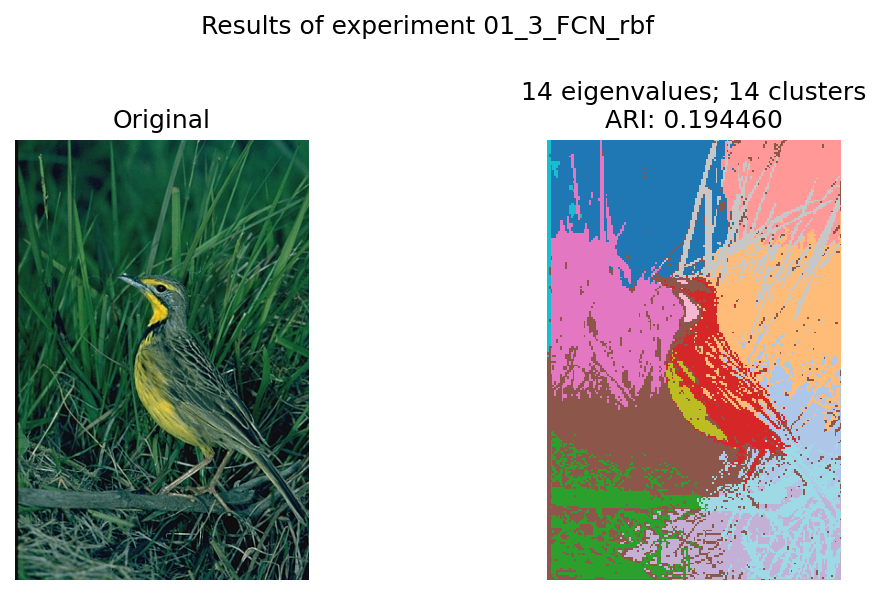 Results of experiment 01_3_FCN_rbf
Original
14 eigenvalues; 14 clusters
ARI: 0.194460